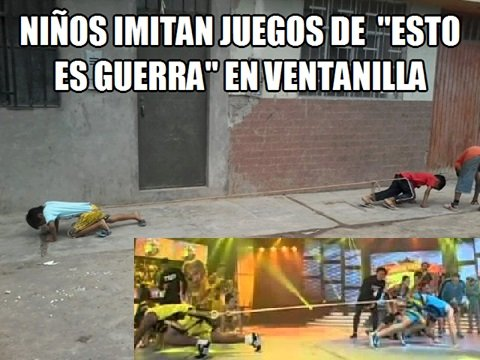 NIÑOS IMITAN JUEGOS DE "ESTO
ES GUERRA" EN VENTANILLA